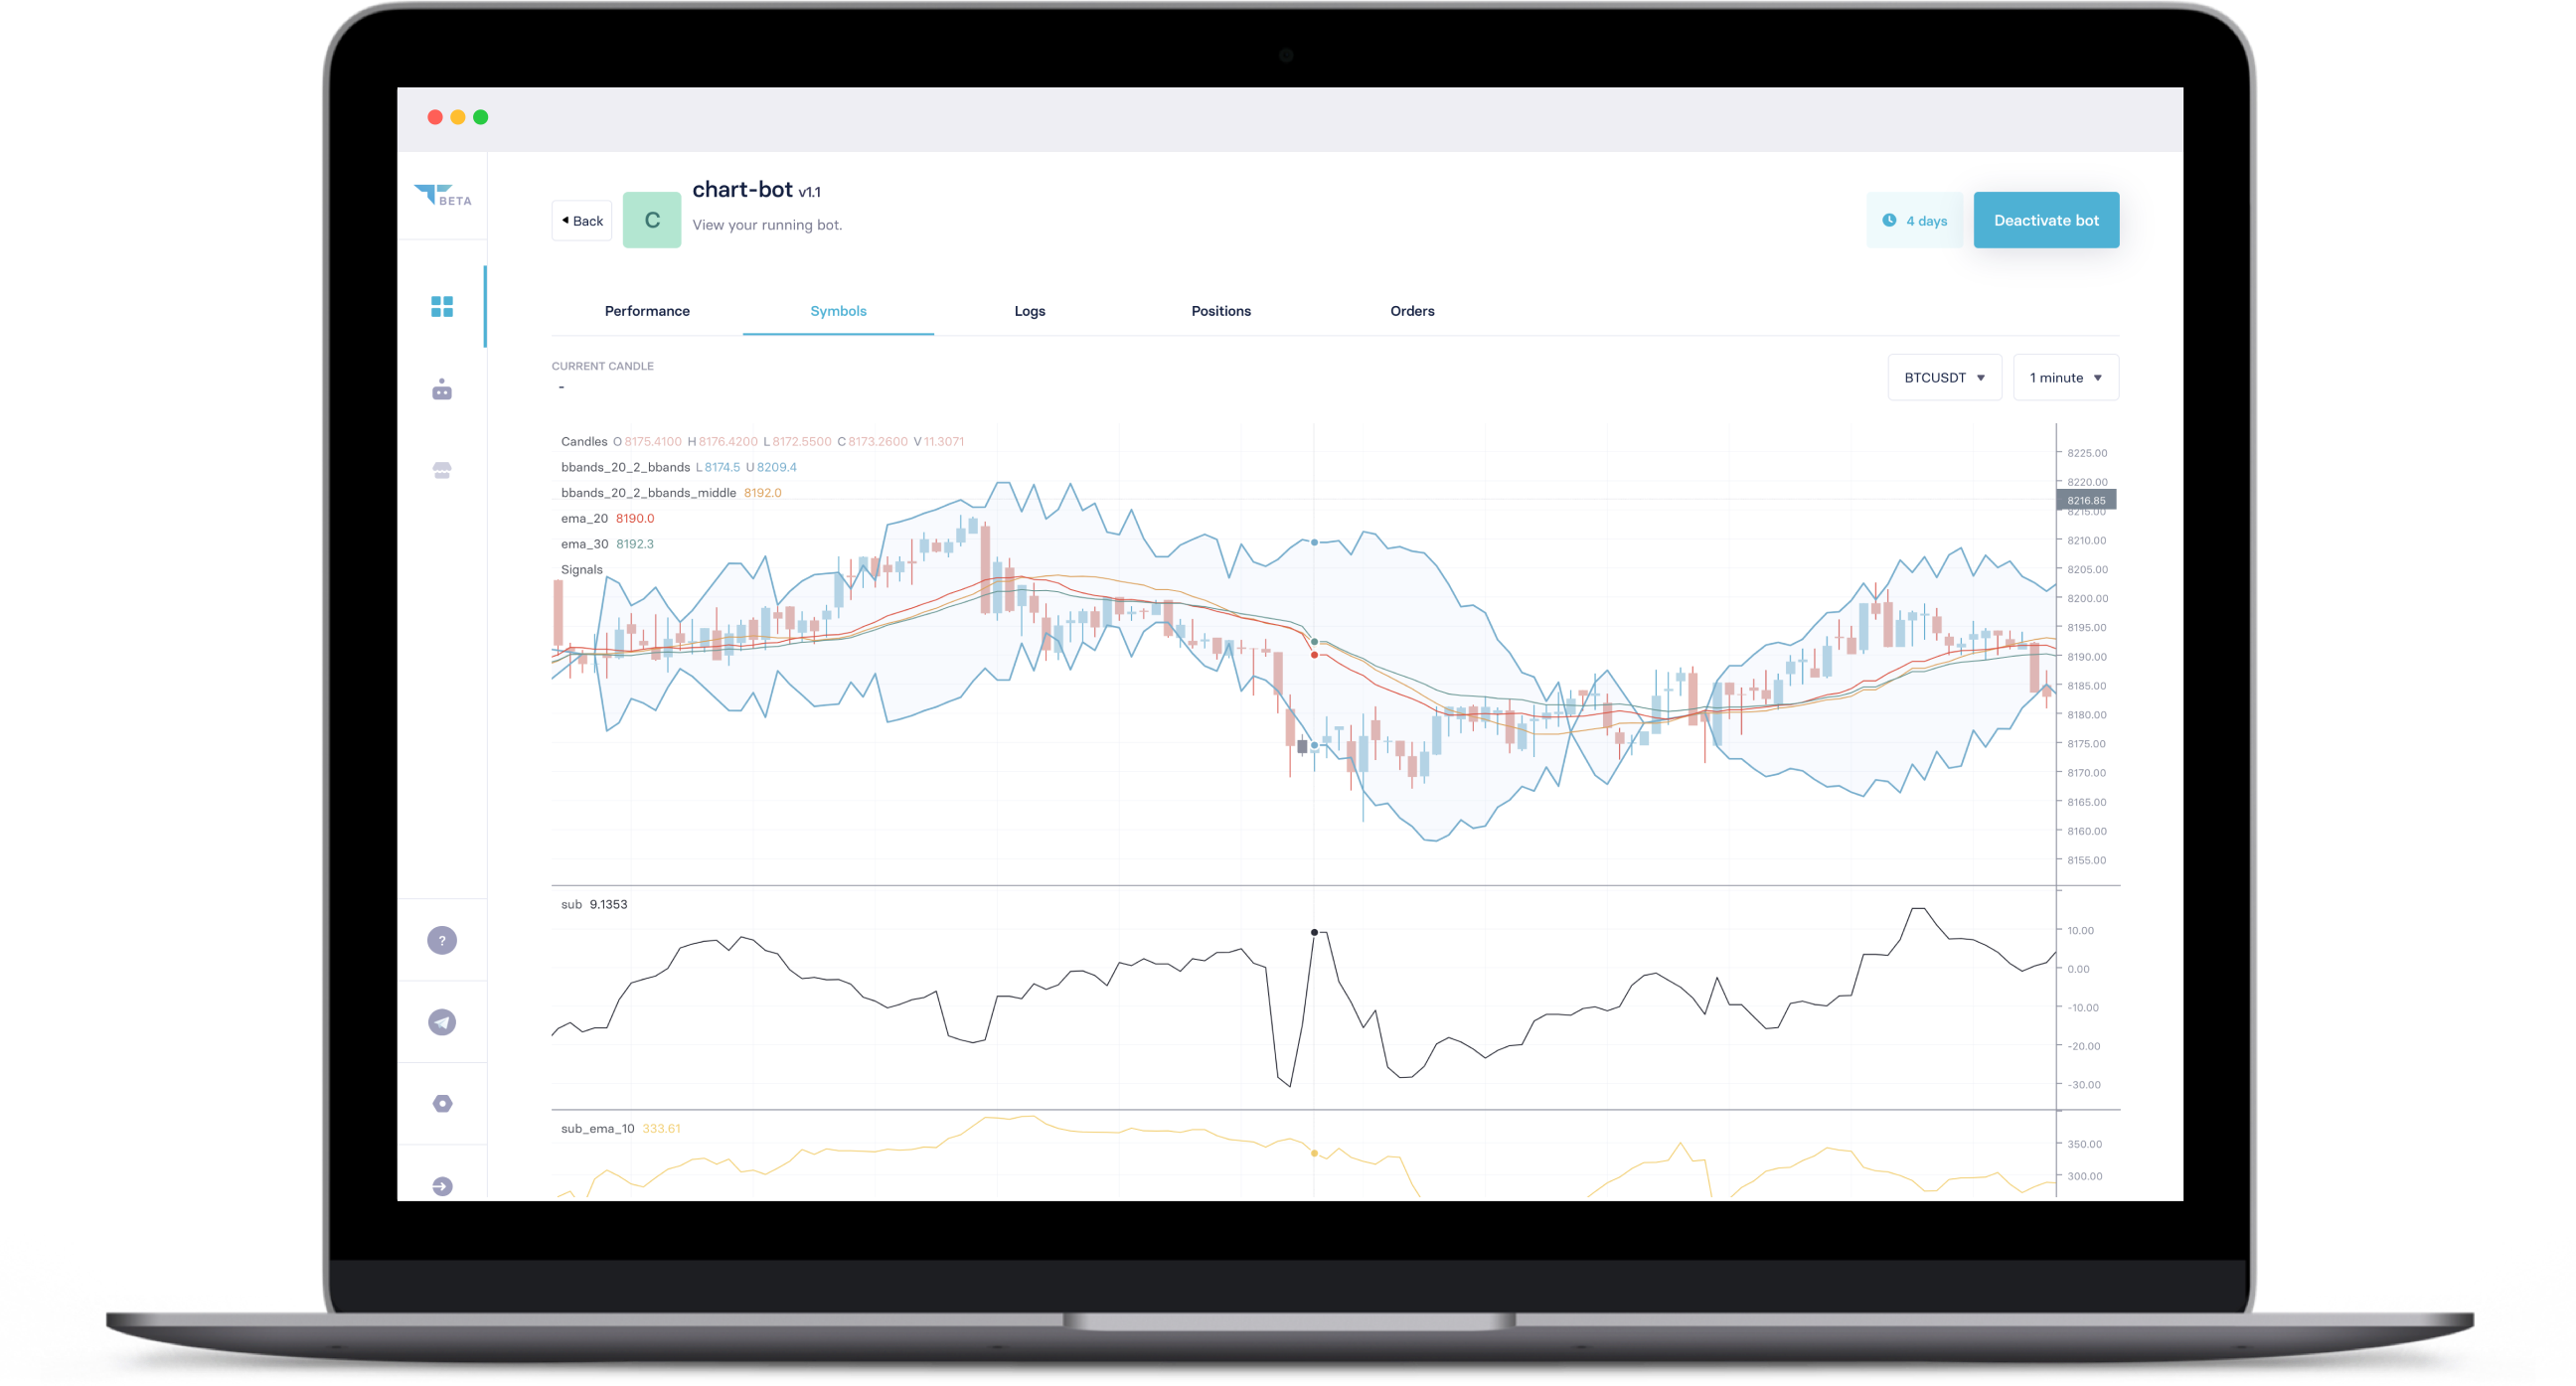 BETA
◄ Back
C
chart-bot v1.1
View your running bot.
4 days
Deactivate bot
Performance
Symbols
Logs
Positions
Orders
CURRENT CANDLE
-
BTCUSDT ▼
1 minute ▼
Candles O 8175.4100 H 8176.4200 L 8172.5500 C 8173.2600 V 11.3071
bbands_20_2_bbands L 8174.5 U 8209.4
bbands_20_2_bbands_middle 8192.0
ema_20 8190.0
ema_30 8192.3
Signals
8225.00
8220.00
8216.85
8215.00
8210.00
8205.00
8200.00
8195.00
8190.00
8185.00
8180.00
8175.00
8170.00
8165.00
8160.00
8155.00
sub 9.1353
10.00
0.00
-10.00
-20.00
-30.00
sub_ema_10 333.61
350.00
300.00
?